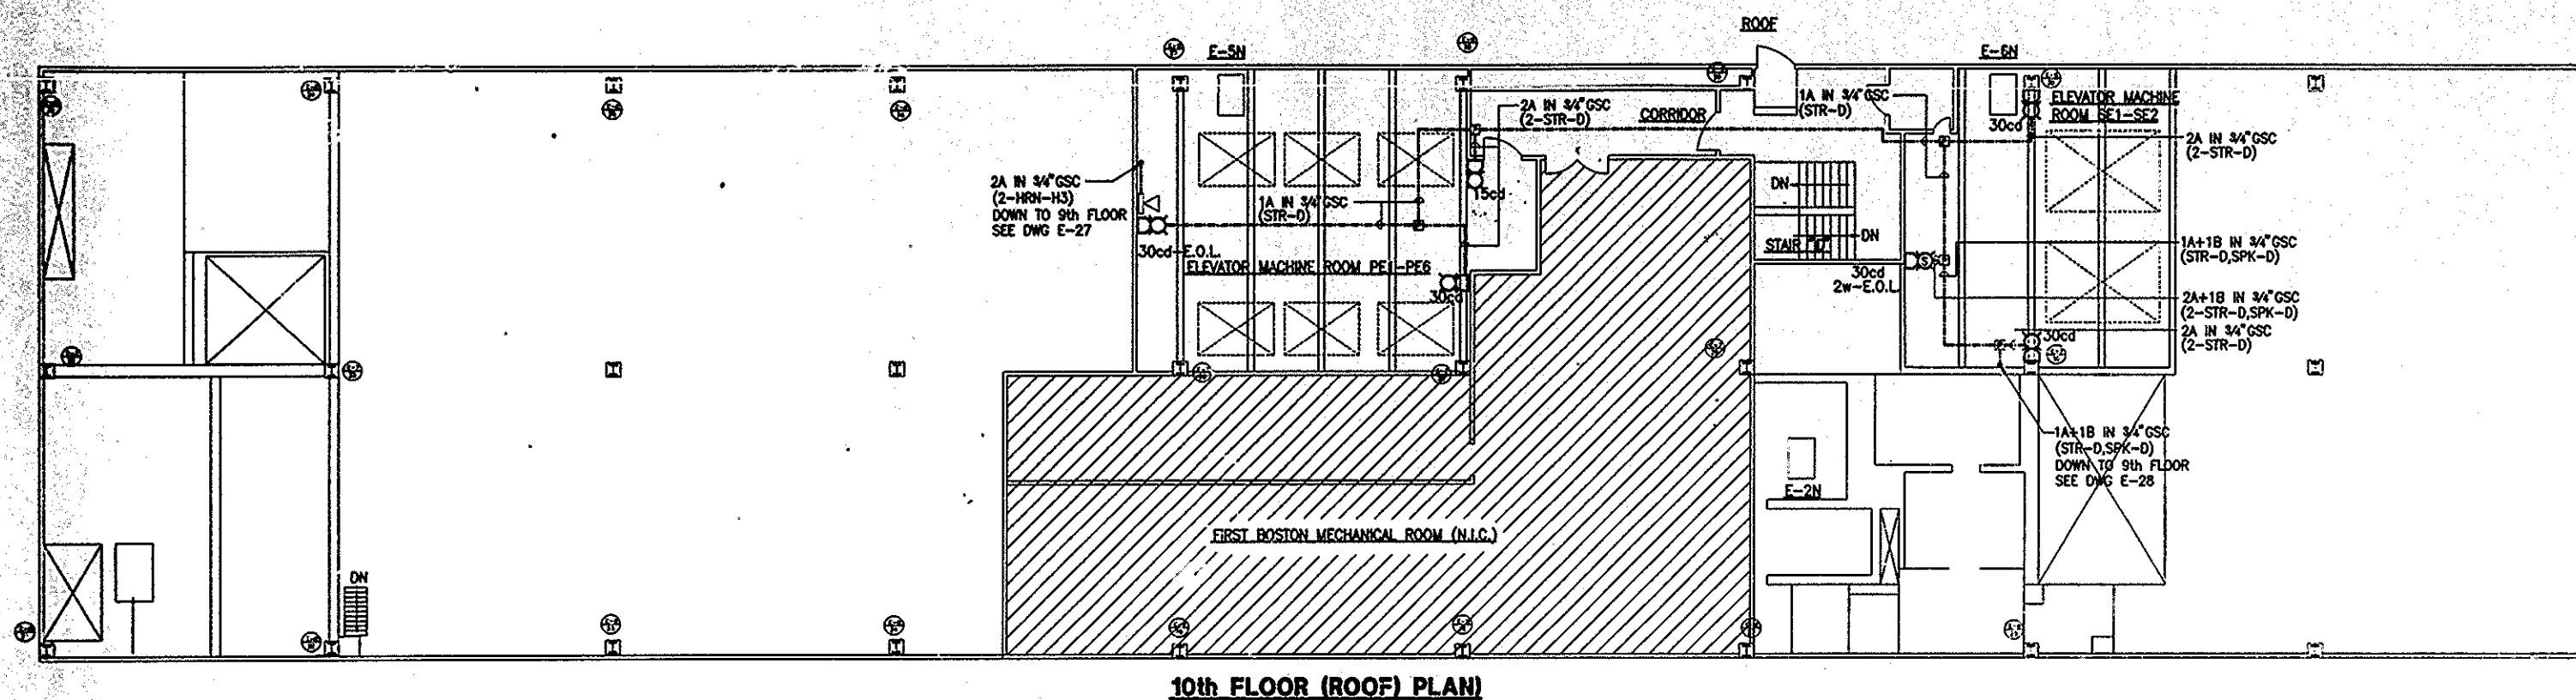 ROOF
E-5N
E-6N
2A IN 3/4"GSC
(2-STR-D)
CORRIDOR
1A IN 3/4"GSC
(STR-D)
30cd
ELEVATOR MACHINE
ROOM SE1-SE2
2A IN 3/4"GSC
(2-STR-D)
2A IN 3/4"GSC
(2-HRN-H3)
DOWN TO 9th FLOOR
SEE DWG E-27
1A IN 3/4"GSC
(STR-D)
15cd
DN
DN
STAIR "D"
30cd-E.O.L.
ELEVATOR MACHINE ROOM PE1-PE6
30cd
S
30cd
2w-E.O.L.
1A+1B IN 3/4"GSC
(STR-D,SPK-D)
2A+1B IN 3/4"GSC
(2-STR-D,SPK-D)
2A IN 3/4"GSC
(2-STR-D)
30cd
1A+1B IN 3/4"GSC
(STR-D,SPK-D)
DOWN TO 9th FLOOR
SEE DWG E-28
E-2N
FIRST BOSTON MECHANICAL ROOM (N.I.C.)
DN
10th FLOOR (ROOF) PLAN)